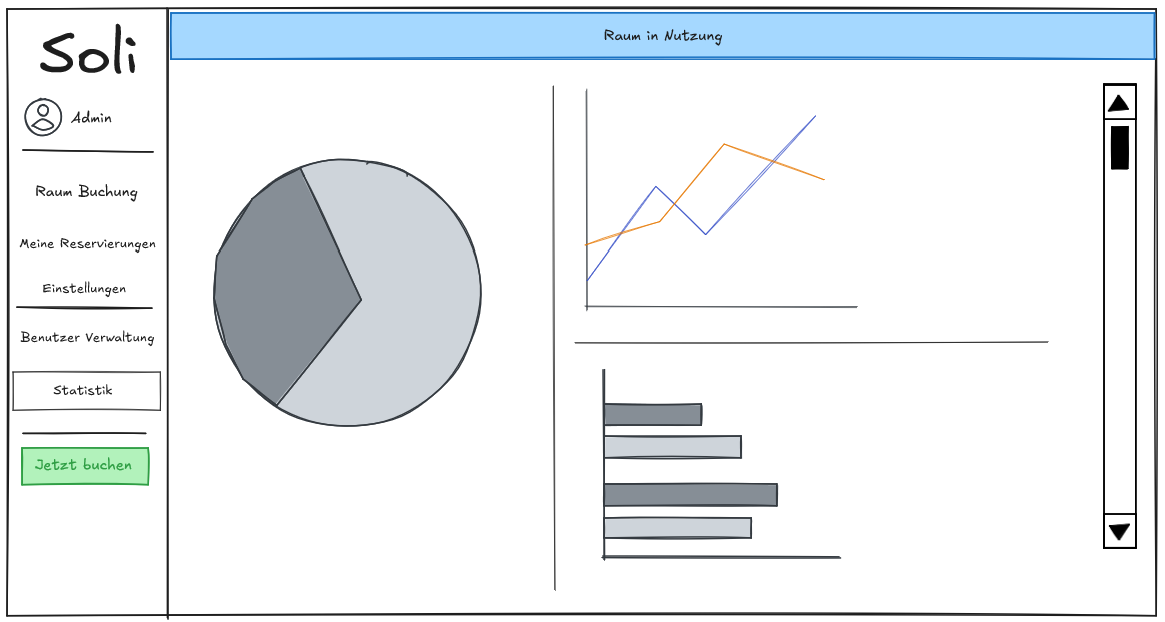 Soli
Admin
Raum Buchung
Meine Reservierungen
Einstellungen
Benutzer Verwaltung
Statistik
Jetzt buchen
Raum in Nutzung